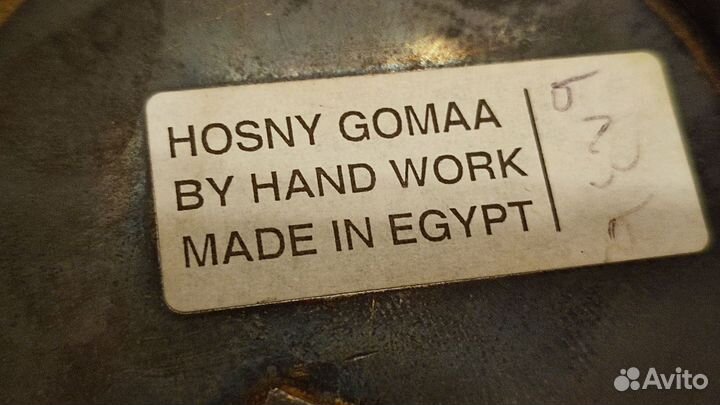 HOSNY GOMAA
BY HAND WORK
MADE IN EGYPT
Avito